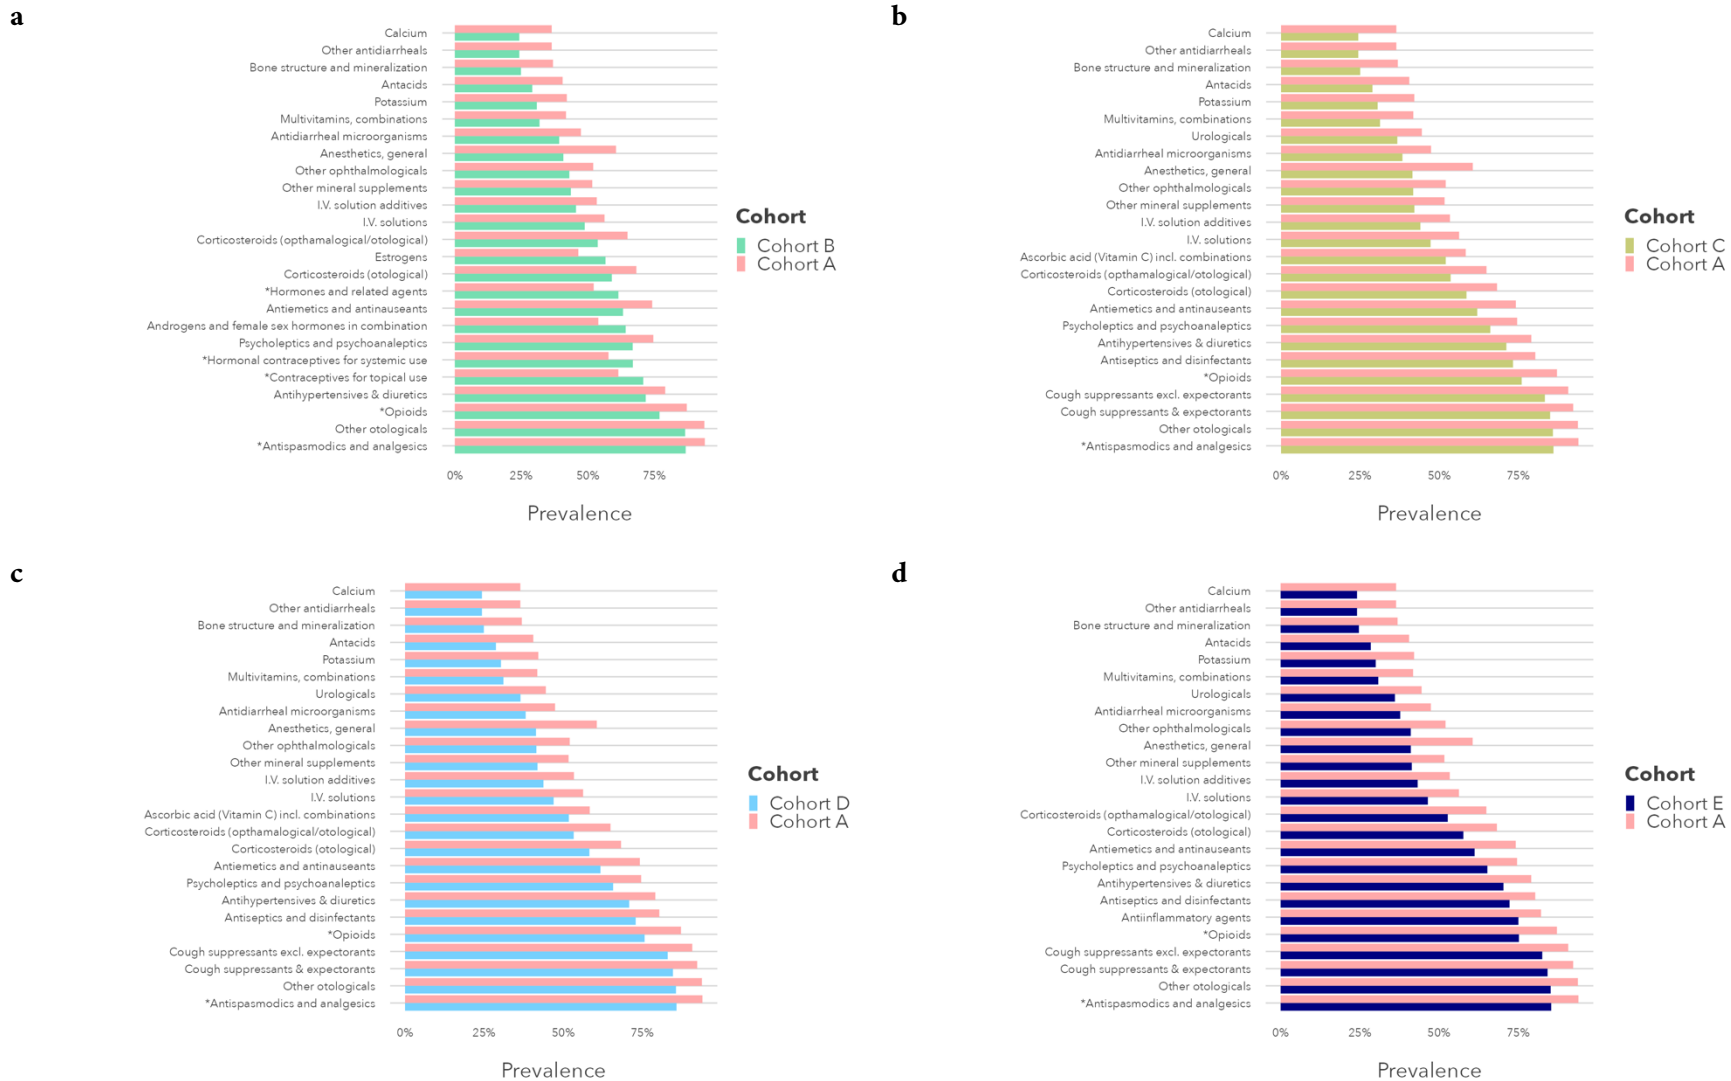 a
Calcium
Other antidiarrheals
Bone structure and mineralization
Antacids
Potassium
Multivitamins, combinations
Antidiarrheal microorganisms
Anesthetics, general
Other ophthalmologicals
Other mineral supplements
I.V. solution additives
I.V. solutions
Corticosteroids (opthamalogical/otological)
Estrogens
Corticosteroids (otological)
*Hormones and related agents
Antiemetics and antinauseants
Androgens and female sex hormones in combination
Psycholeptics and psychoanaleptics
*Hormonal contraceptives for systemic use
*Contraceptives for topical use
Antihypertensives & diuretics
*Opioids
Other otologicals
*Antispasmodics and analgesics
0% 25% 50% 75%
Prevalence
Cohort
Cohort B
Cohort A
b
Calcium
Other antidiarrheals
Bone structure and mineralization
Antacids
Potassium
Multivitamins, combinations
Urologicals
Antidiarrheal microorganisms
Anesthetics, general
Other ophthalmologicals
Other mineral supplements
I.V. solution additives
I.V. solutions
Ascorbic acid (Vitamin C) incl. combinations
Corticosteroids (opthamalogical/otological)
Corticosteroids (otological)
Antiemetics and antinauseants
Psycholeptics and psychoanaleptics
Antihypertensives & diuretics
Antiseptics and disinfectants
*Opioids
Cough suppressants excl. expectorants
Cough suppressants & expectorants
Other otologicals
*Antispasmodics and analgesics
0% 25% 50% 75%
Prevalence
Cohort
Cohort C
Cohort A
c
Calcium
Other antidiarrheals
Bone structure and mineralization
Antacids
Potassium
Multivitamins, combinations
Urologicals
Antidiarrheal microorganisms
Anesthetics, general
Other ophthalmologicals
Other mineral supplements
I.V. solution additives
I.V. solutions
Ascorbic acid (Vitamin C) incl. combinations
Corticosteroids (opthamalogical/otological)
Corticosteroids (otological)
Antiemetics and antinauseants
Psycholeptics and psychoanaleptics
Antihypertensives & diuretics
Antiseptics and disinfectants
*Opioids
Cough suppressants excl. expectorants
Cough suppressants & expectorants
Other otologicals
*Antispasmodics and analgesics
0% 25% 50% 75%
Prevalence
Cohort
Cohort D
Cohort A
d
Calcium
Other antidiarrheals
Bone structure and mineralization
Antacids
Potassium
Multivitamins, combinations
Urologicals
Antidiarrheal microorganisms
Other ophthalmologicals
Anesthetics, general
Other mineral supplements
I.V. solution additives
I.V. solutions
Corticosteroids (opthamalogical/otological)
Corticosteroids (otological)
Antiemetics and antinauseants
Psycholeptics and psychoanaleptics
Antihypertensives & diuretics
Antiseptics and disinfectants
Antiinflammatory agents
*Opioids
Cough suppressants excl. expectorants
Cough suppressants & expectorants
Other otologicals
*Antispasmodics and analgesics
0% 25% 50% 75%
Prevalence
Cohort
Cohort E
Cohort A